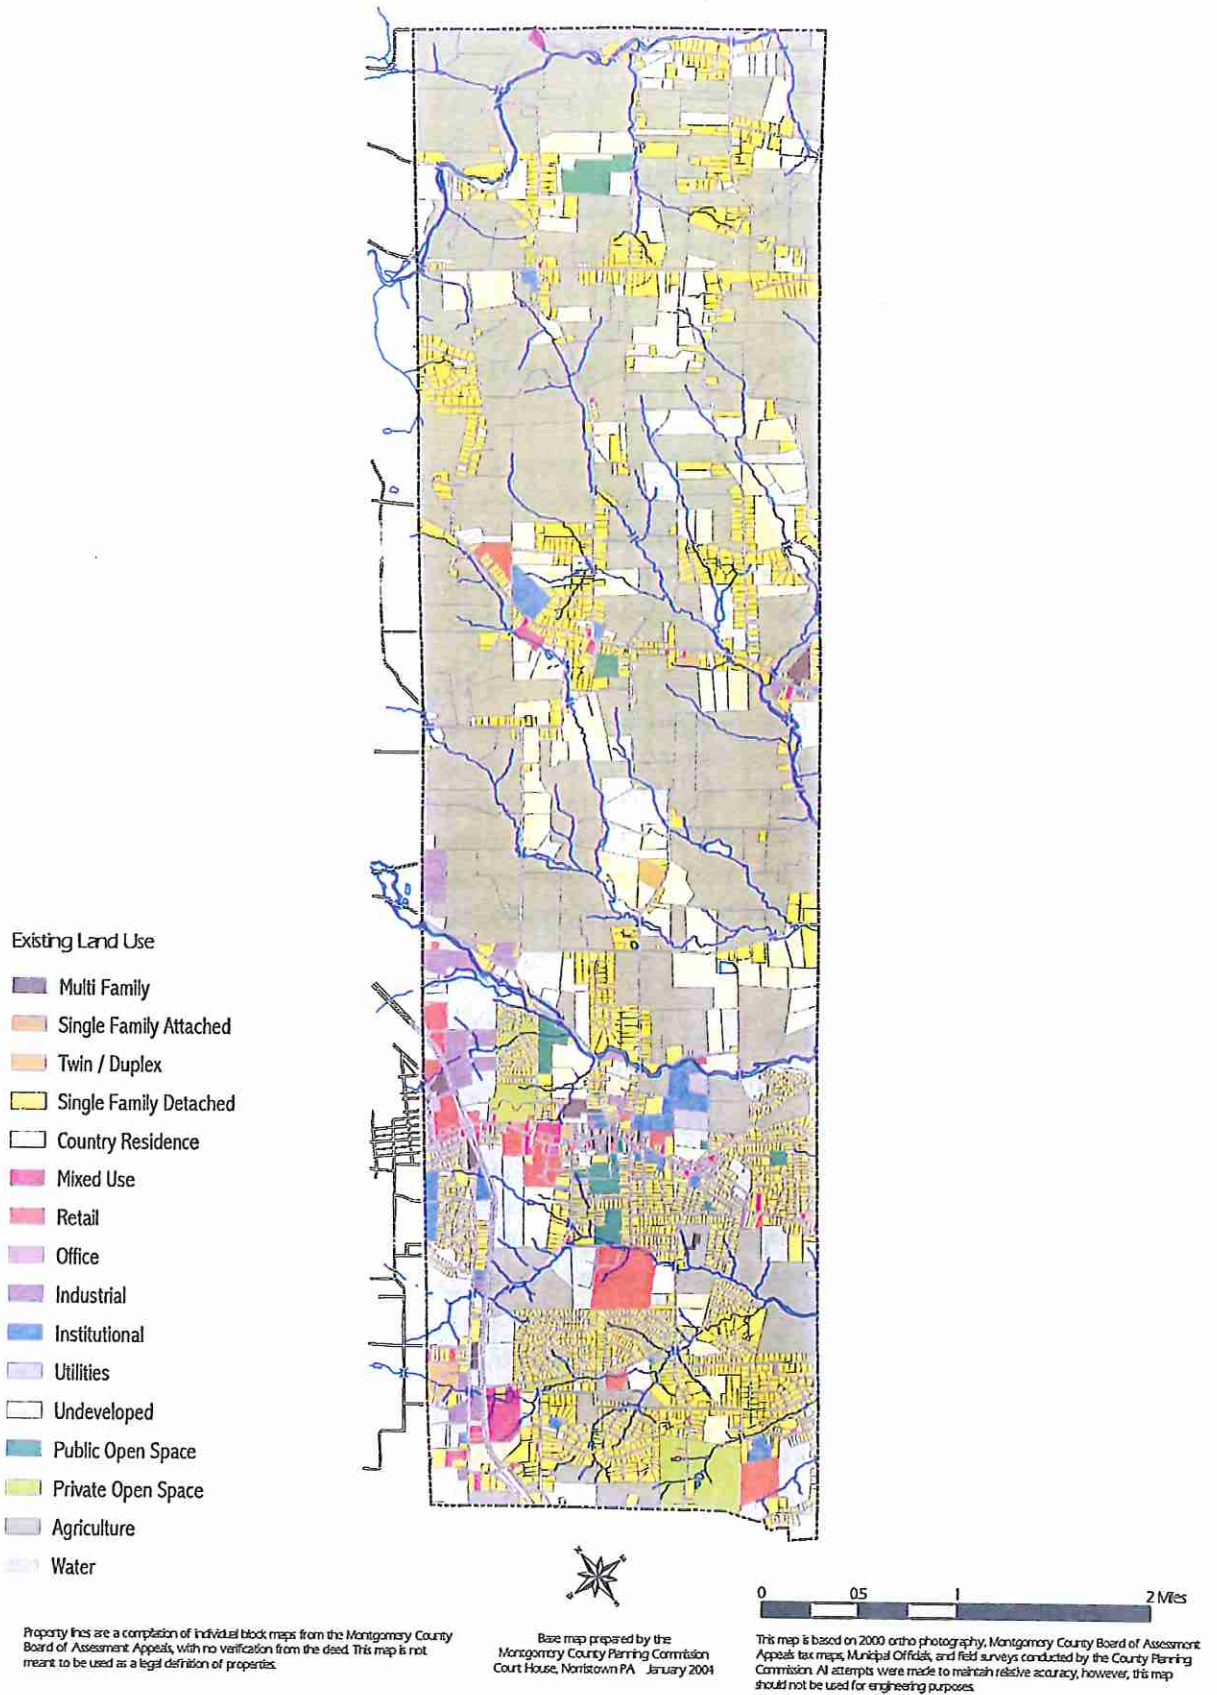 Existing Land Use
Multi Family
Single Family Attached
Twin / Duplex
Single Family Detached
Country Residence
Mixed Use
Retail
Office
Industrial
Institutional
Utilities
Undeveloped
Public Open Space
Private Open Space
Agriculture
Water
N
E
S
W
0 0.5 1 2 Miles
Property lines are a compilation of individual block maps from the Montgomery County
Board of Assessment Appeals, with no verification from the deed. This map is not
meant to be used as a legal definition of properties.
Base map prepared by the
Montgomery County Planning Commission
Court House, Norristown PA January 2004
This map is based on 2000 ortho photography, Montgomery County Board of Assessment
Appeals tax maps, Municipal Officials, and field surveys conducted by the County Planning
Commission. All attempts were made to maintain relative accuracy, however, this map
should not be used for engineering purposes.